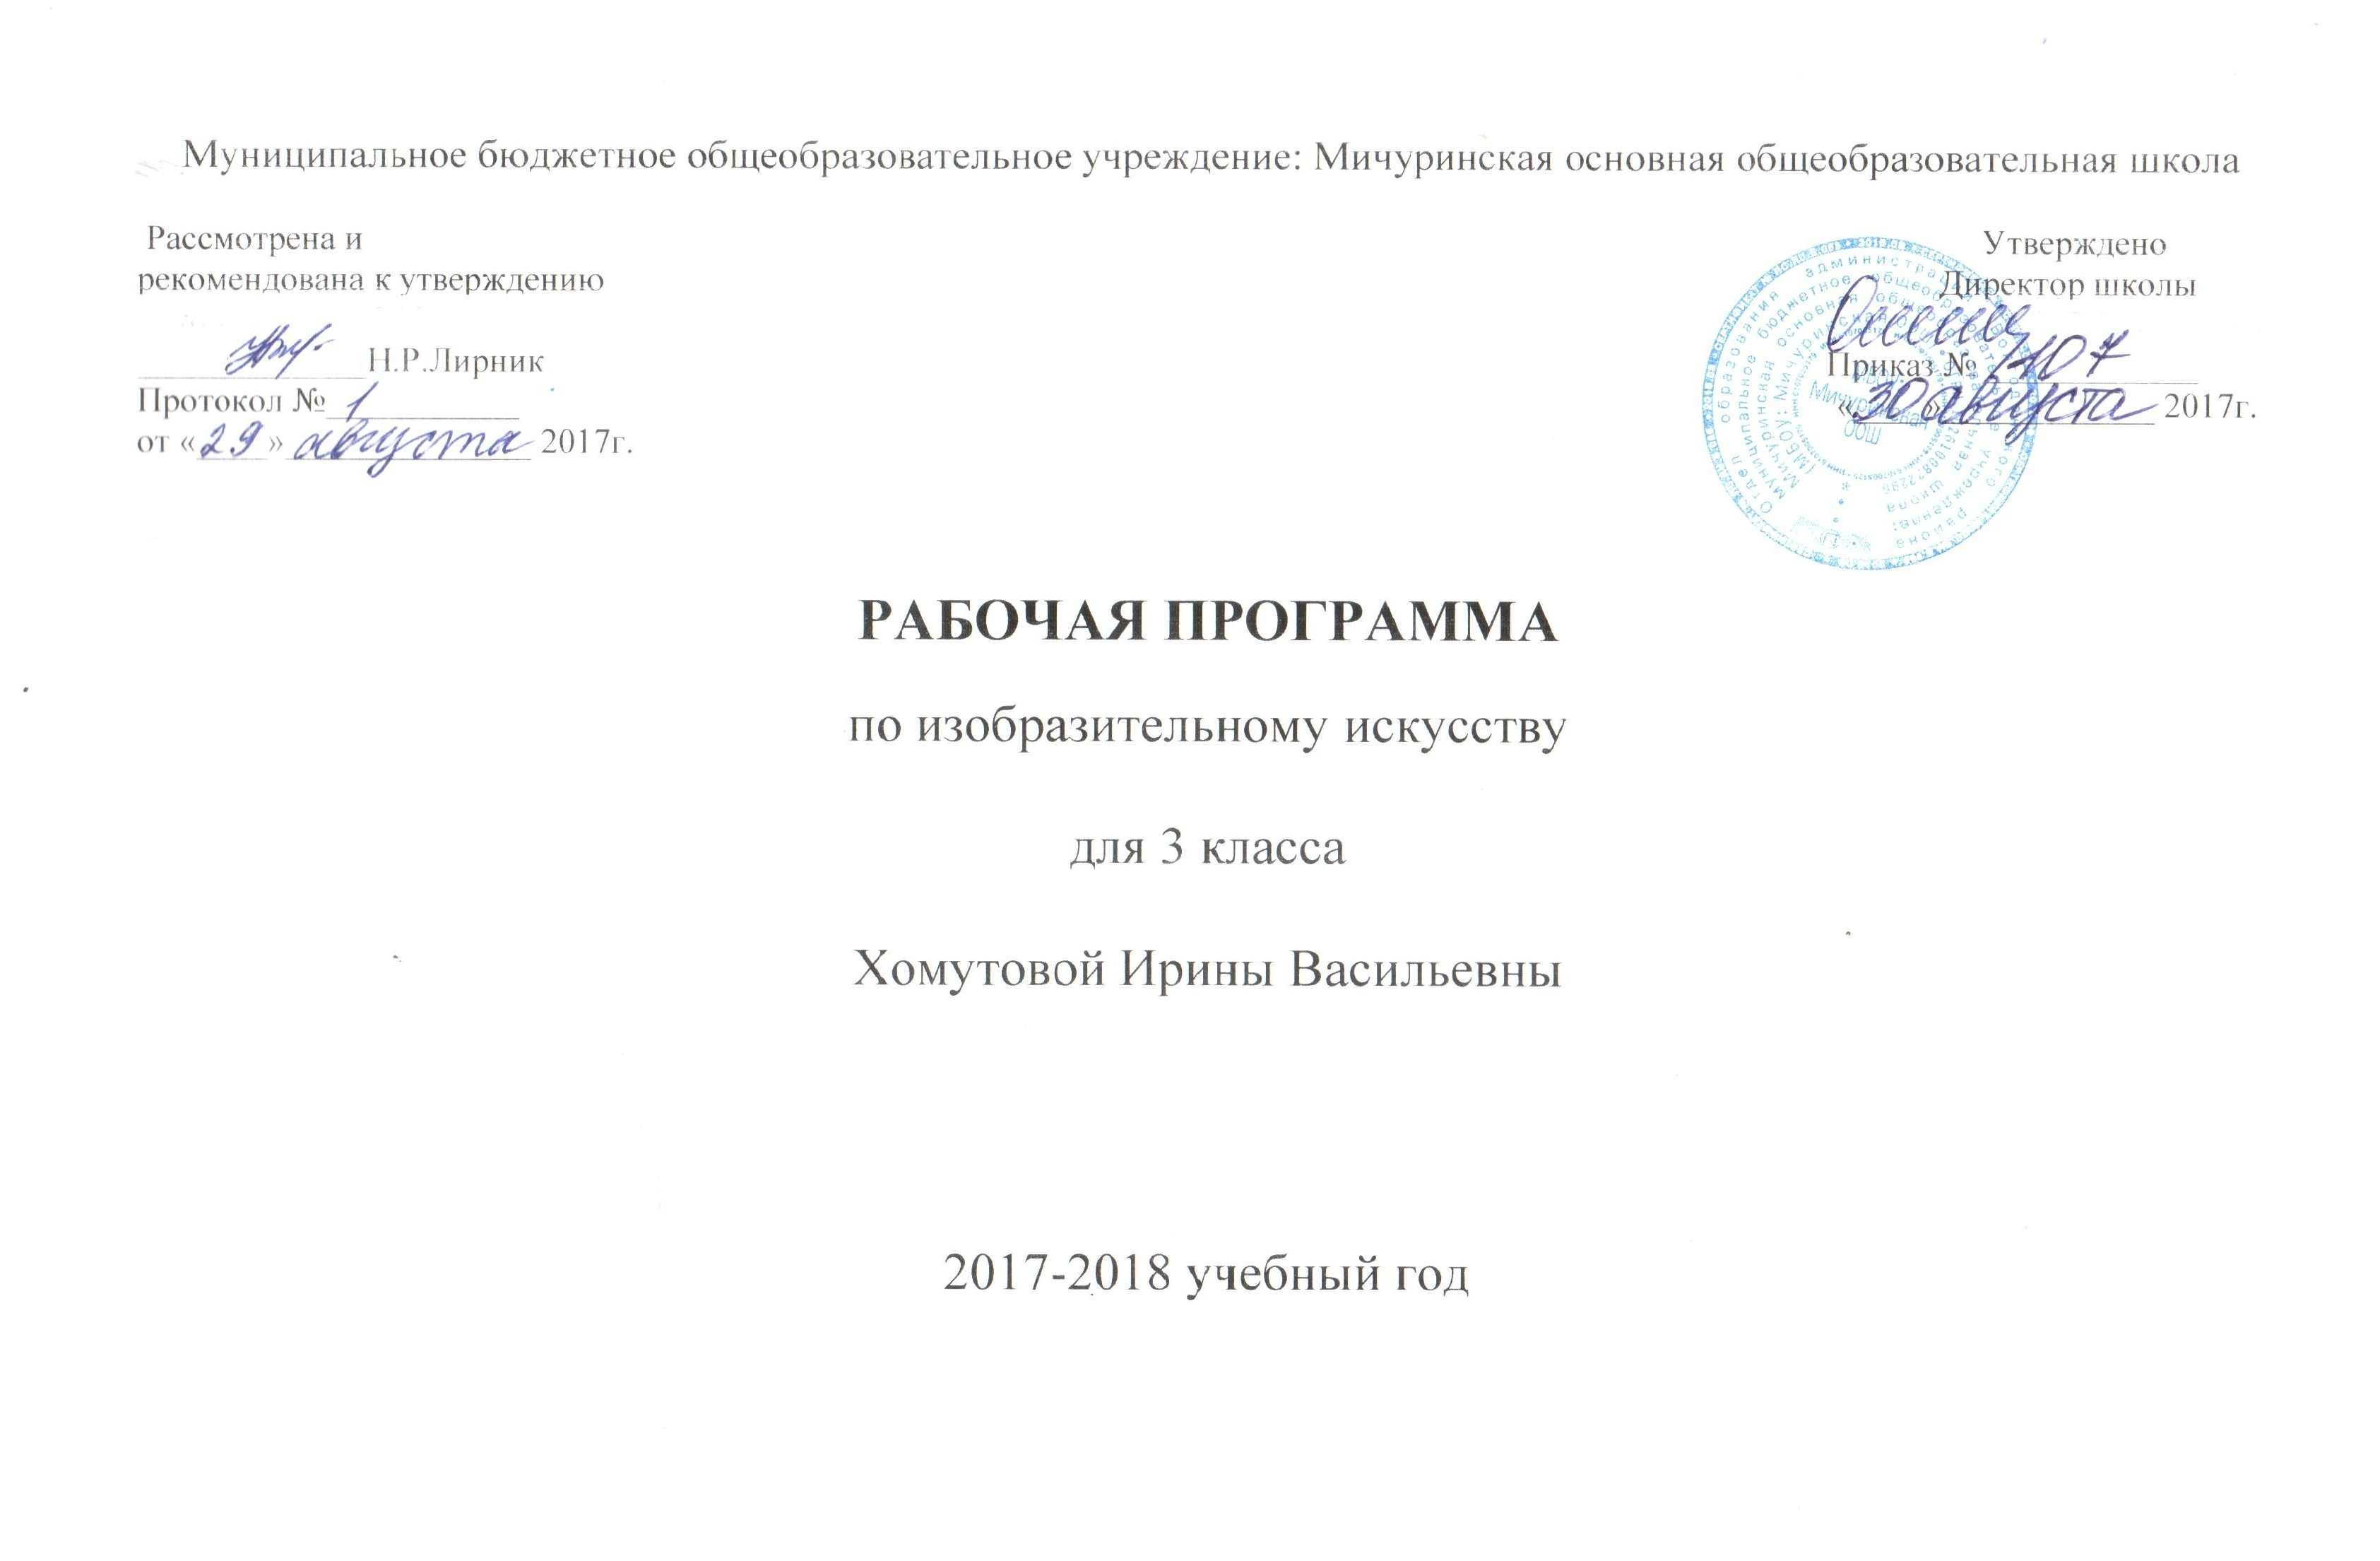 Муниципальное бюджетное общеобразовательное учреждение: Мичуринская основная общеобразовательная школа
Рассмотрена и
рекомендована к утверждению
Н.Р.Лирник
Протокол № 1
от «29» августа 2017г.
Утверждено
Директор школы
Приказ № 107
«30» августа 2017г.
Мичуринская
ООШ
РАБОЧАЯ ПРОГРАММА
по изобразительному искусству
для 3 класса
Хомутовой Ирины Васильевны
2017-2018 учебный год